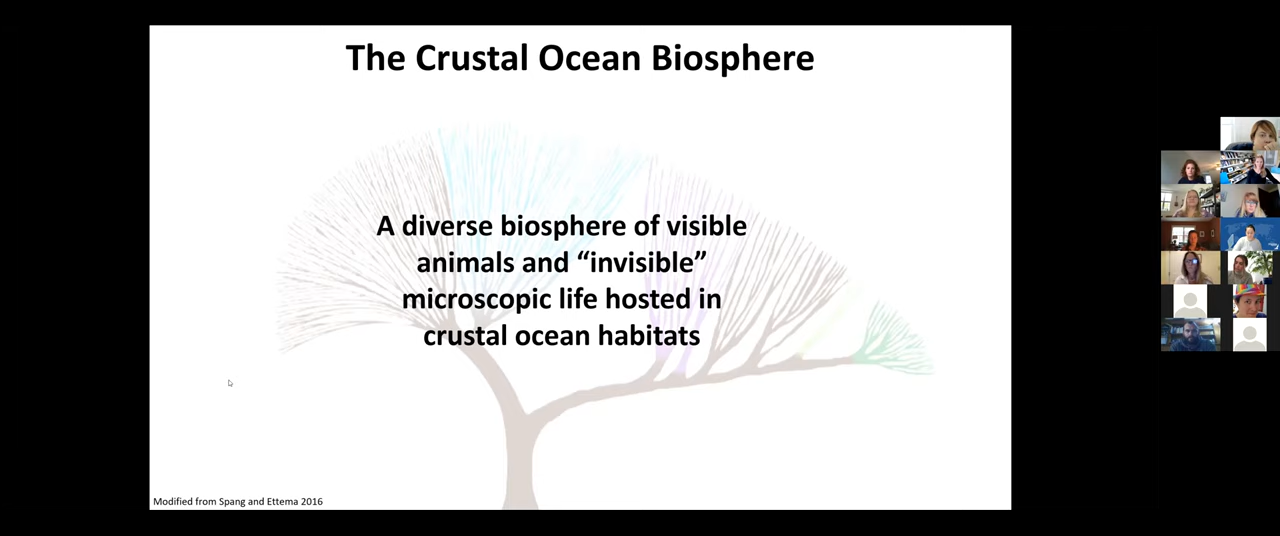 The Crustal Ocean Biosphere
A diverse biosphere of visible
animals and “invisible”
microscopic life hosted in
crustal ocean habitats
Modified from Spang and Ettema 2016